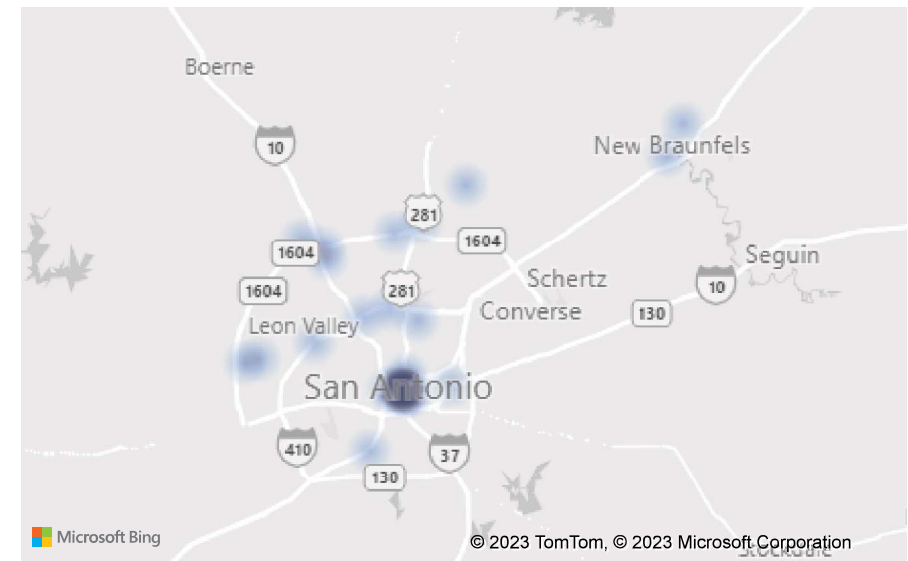 Boerne
10
New Braunfels
281
1604
1604
Seguin
Schertz
10
1604
281
Converse
130
Leon Valley
San Antonio
410
37
130
Microsoft Bing
© 2023 TomTom, © 2023 Microsoft Corporation